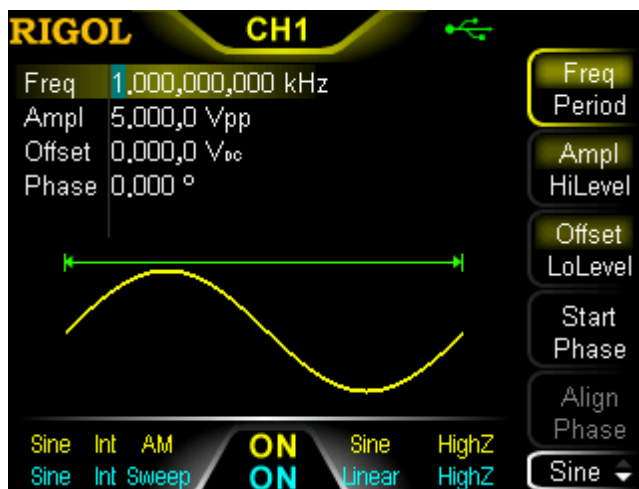 RIGOL CH1
Freq 1.000,000,000 kHz
Ampl 5.000,0 Vpp
Offset 0.000,0 VDC
Phase 0.000 °
Freq
Period
Ampl
HiLevel
Offset
LoLevel
Start
Phase
Align
Phase
Sine
Sine Int AM ON Sine HighZ
Sine Int Sweep ON Linear HighZ